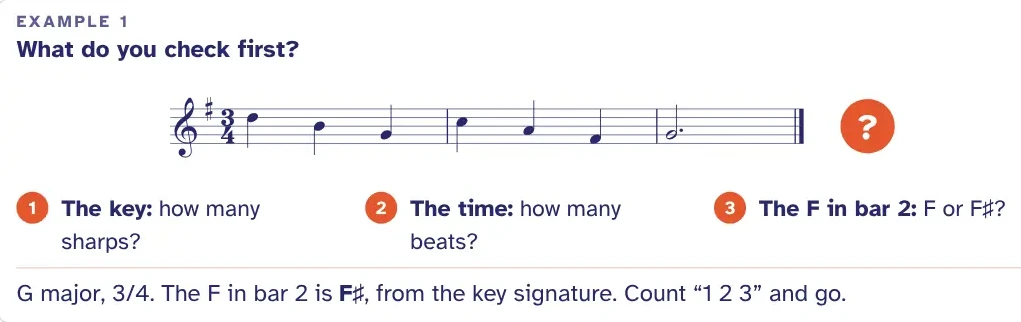 EXAMPLE 1
What do you check first?
3
4
?
1 The key: how many
sharps?
2 The time: how many
beats?
3 The F in bar 2: F or F♯?
G major, 3/4. The F in bar 2 is F♯, from the key signature. Count “1 2 3” and go.